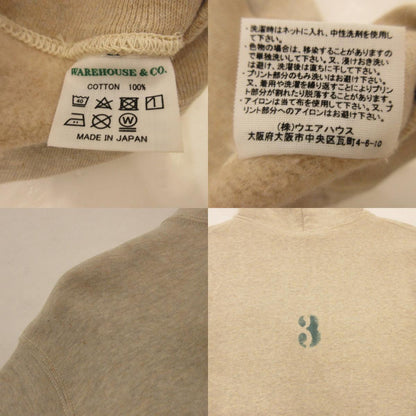 WAREHOUSE & CO.
COTTON 100%
40
MADE IN JAPAN
・洗濯時はネットに入れ、中性洗剤を使用して下さい。
・色物の場合は、移染することがありますので単独洗いして下さい。又、浸けおき洗いは避け、洗濯後は直ちに干して下さい。
・プリント部分のもみ洗いはお避け下さい。又、着用や洗濯を繰り返すことによりプリント部分が割れたり脱落することがあります。
・アイロンは当て布を使用して下さい。プリント部分へのアイロンはお避け下さい。
(株)ウエアハウス
大阪府大阪市中央区瓦町4-6-10
3